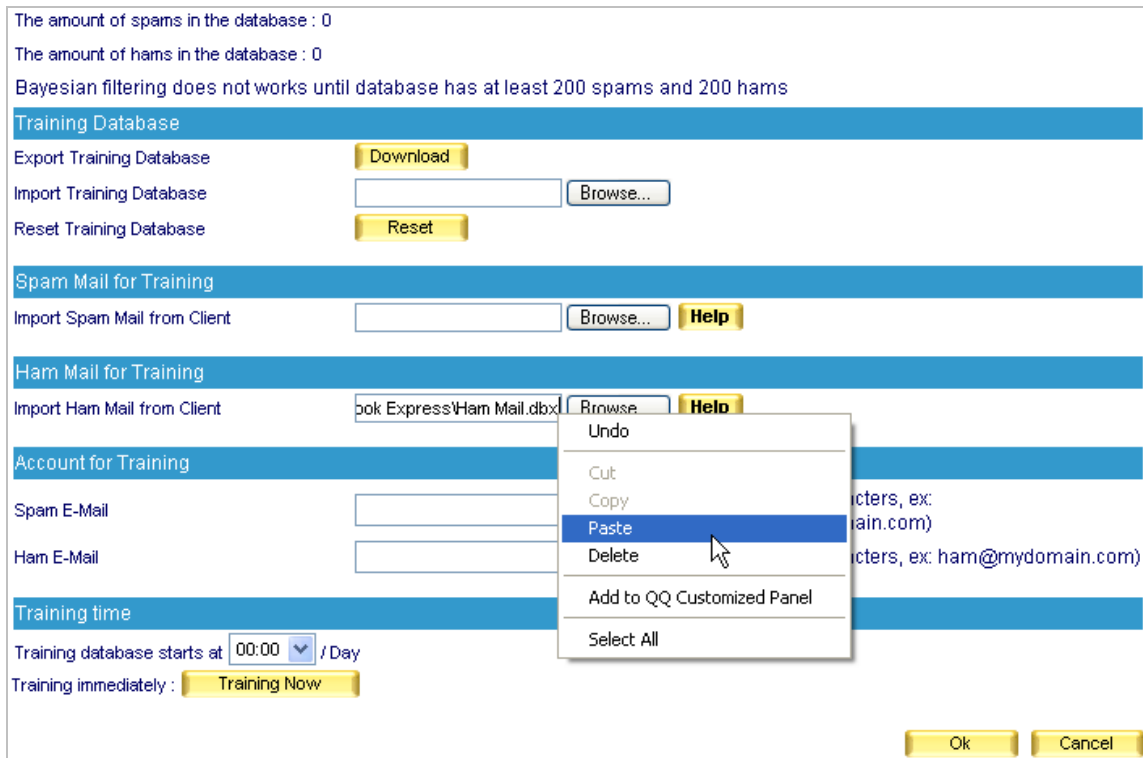 The amount of spams in the database : 0
The amount of hams in the database : 0
Bayesian filtering does not works until database has at least 200 spams and 200 hams
Training Database
Export Training Database Download
Import Training Database Browse...
Reset Training Database Reset
Spam Mail for Training
Import Spam Mail from Client Browse... Help
Ham Mail for Training
Import Ham Mail from Client ook Express\Ham Mail.dbx Browse... Help
Undo
Account for Training
Cut
Copy
Spam E-Mail acters, ex:
Paste ain.com)
Ham E-Mail Delete acters, ex: ham@mydomain.com)
Add to QQ Customized Panel
Training time
Select All
Training database starts at 00:00 / Day
Training immediately : Training Now
Ok Cancel